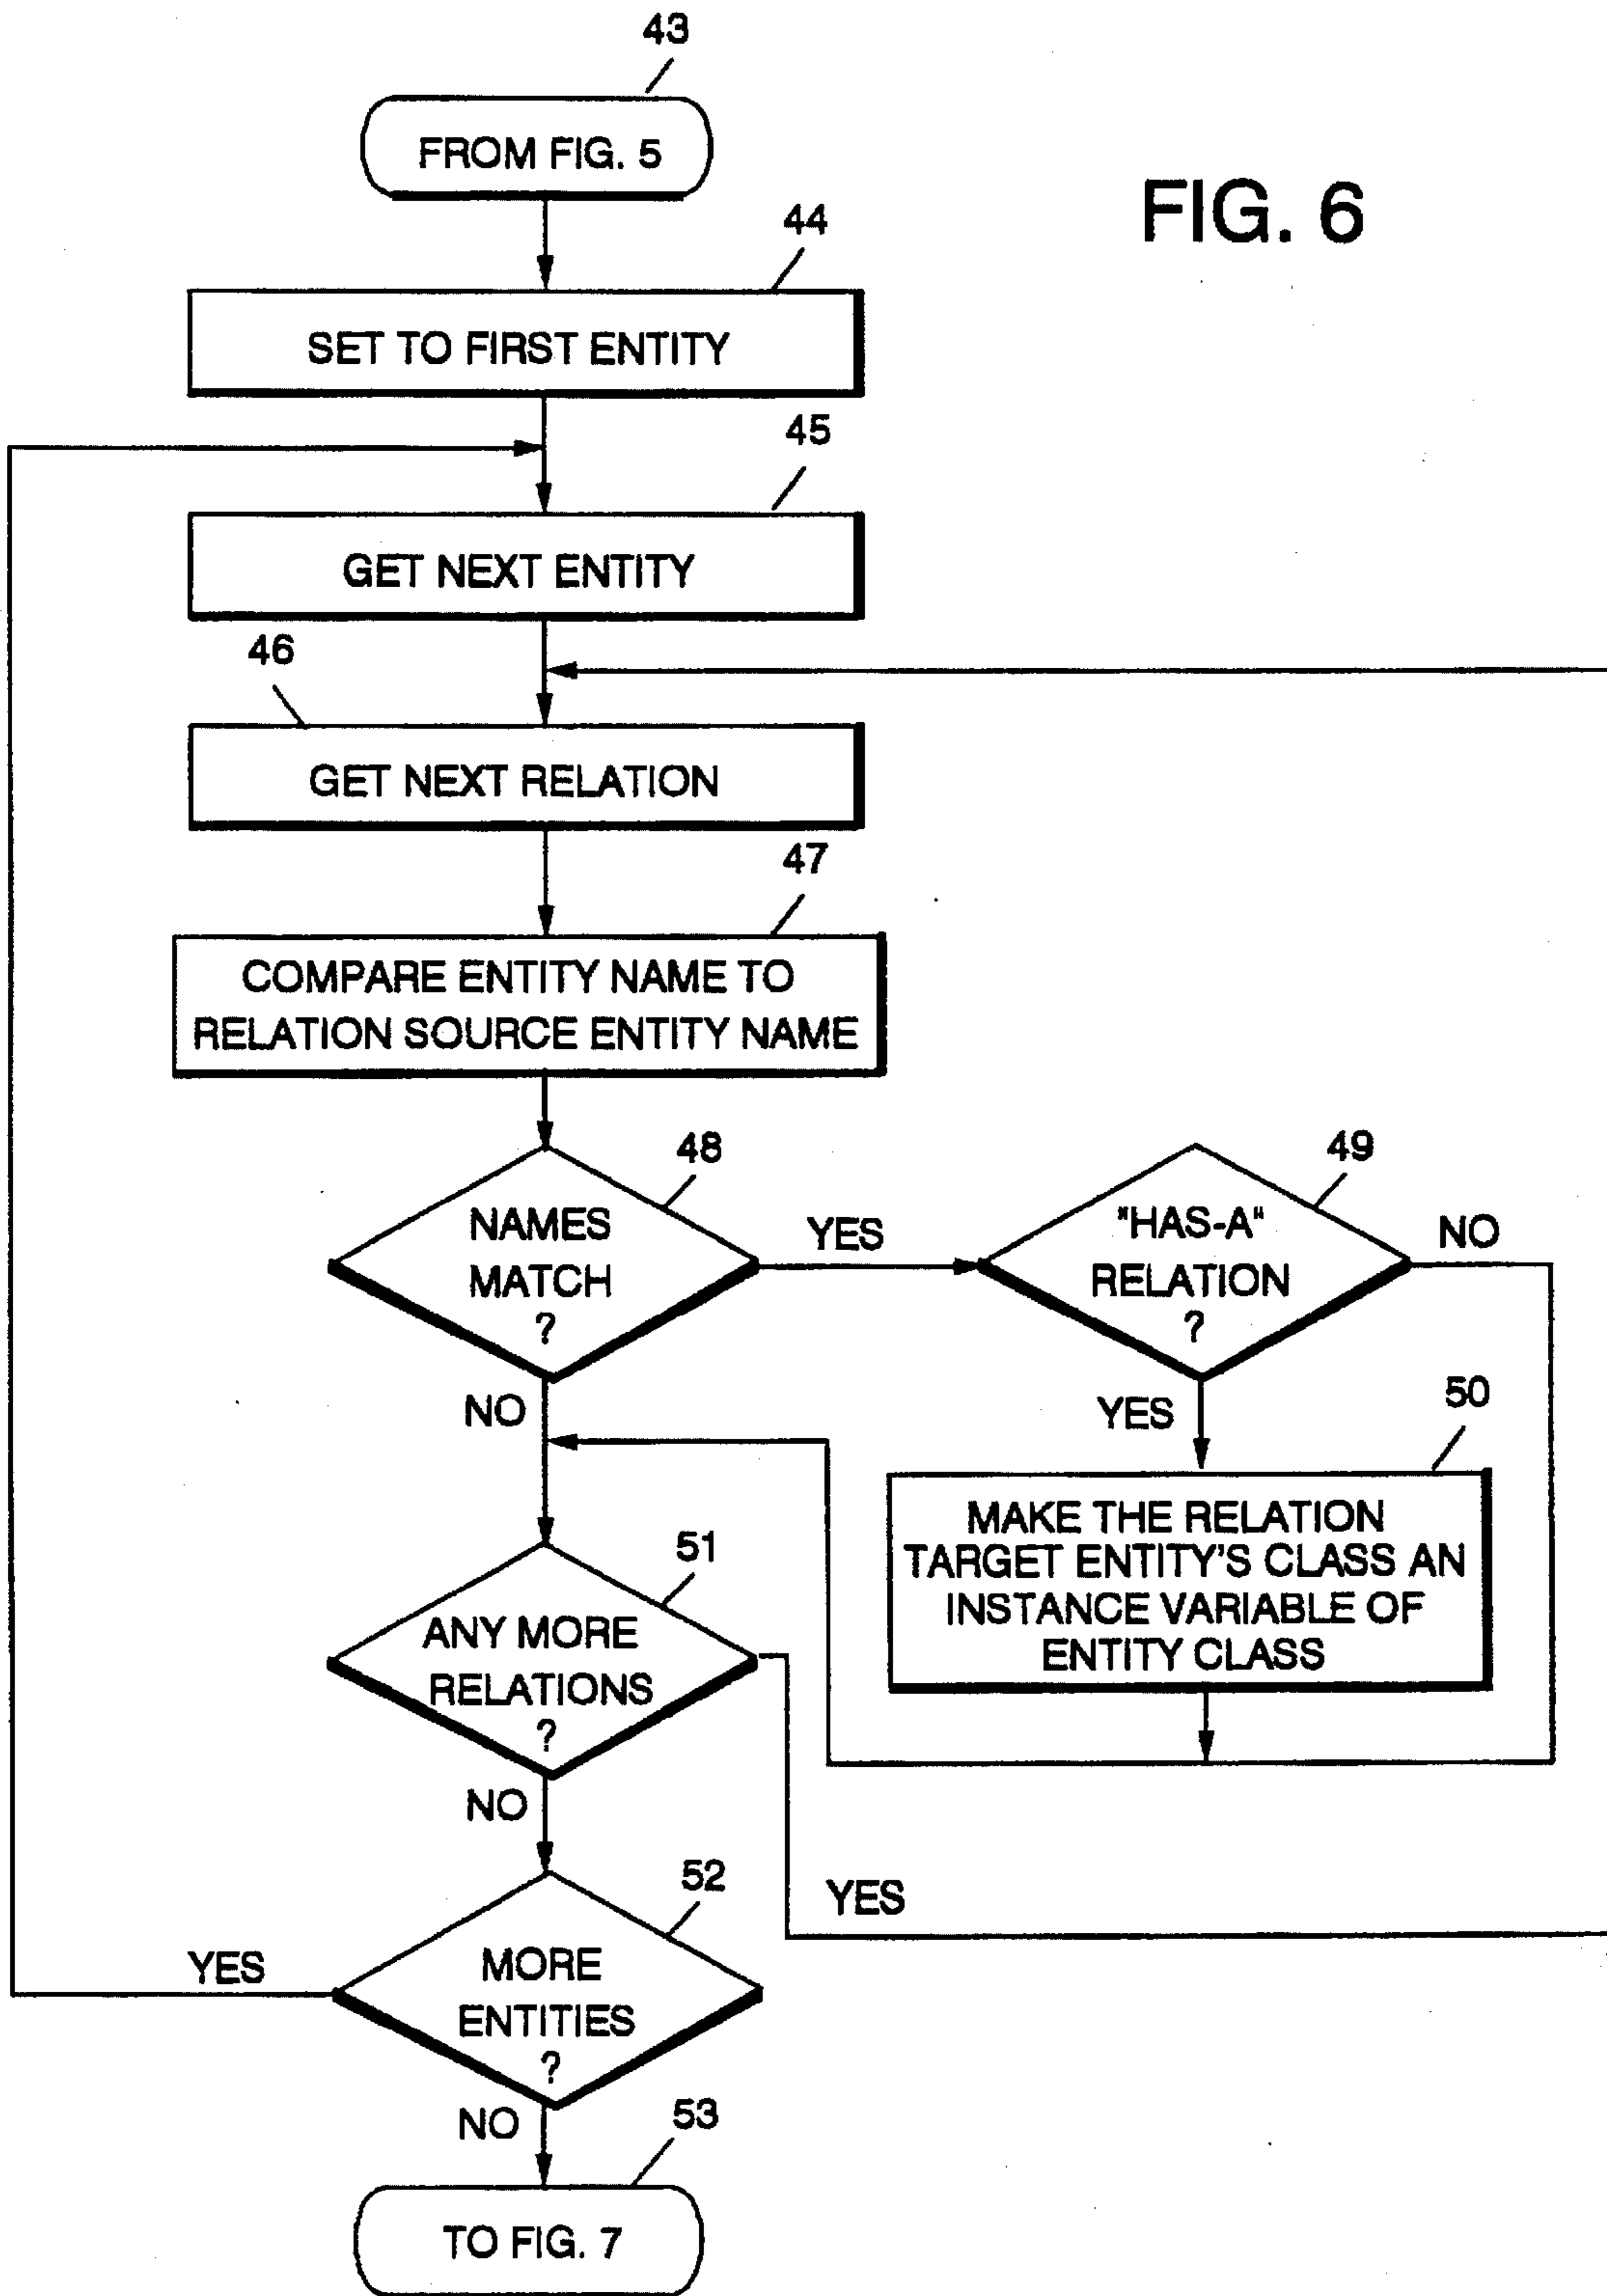 43
FROM FIG. 5
FIG. 6
44
SET TO FIRST ENTITY
45
GET NEXT ENTITY
46
GET NEXT RELATION
47
COMPARE ENTITY NAME TO
RELATION SOURCE ENTITY NAME
48
NAMES
MATCH
?
YES
49
"HAS-A"
RELATION
?
NO
NO
YES
50
MAKE THE RELATION
TARGET ENTITY'S CLASS AN
INSTANCE VARIABLE OF
ENTITY CLASS
51
ANY MORE
RELATIONS
?
NO
YES
52
MORE
ENTITIES
?
YES
NO
53
TO FIG. 7